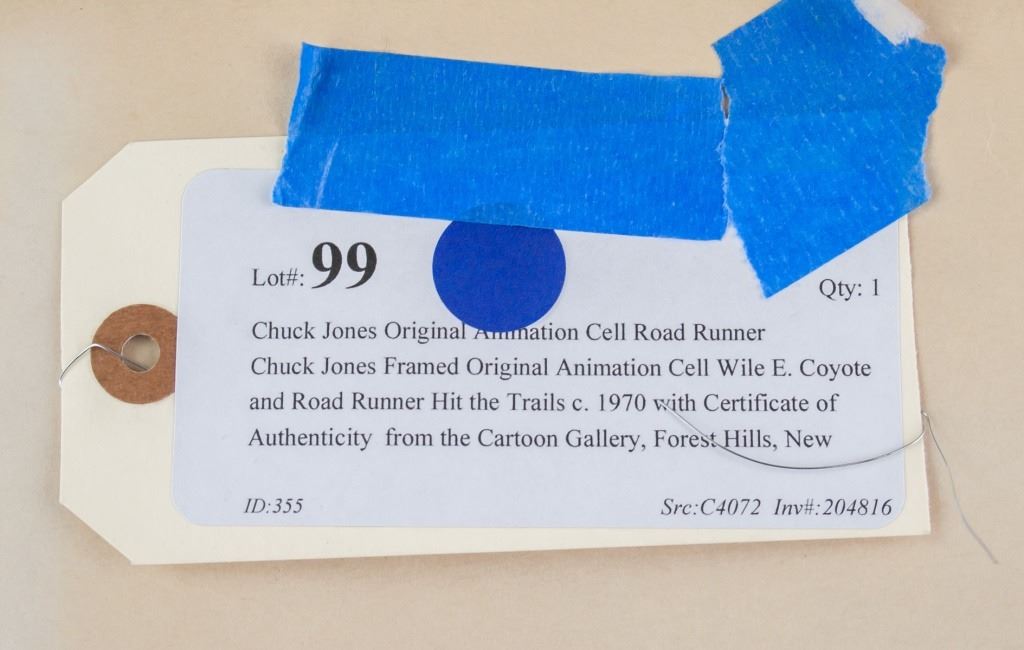 Lot#: 99
Qty: 1
Chuck Jones Original Animation Cell Road Runner
Chuck Jones Framed Original Animation Cell Wile E. Coyote
and Road Runner Hit the Trails c. 1970 with Certificate of
Authenticity from the Cartoon Gallery, Forest Hills, New
ID:355
Src:C4072 Inv#:204816